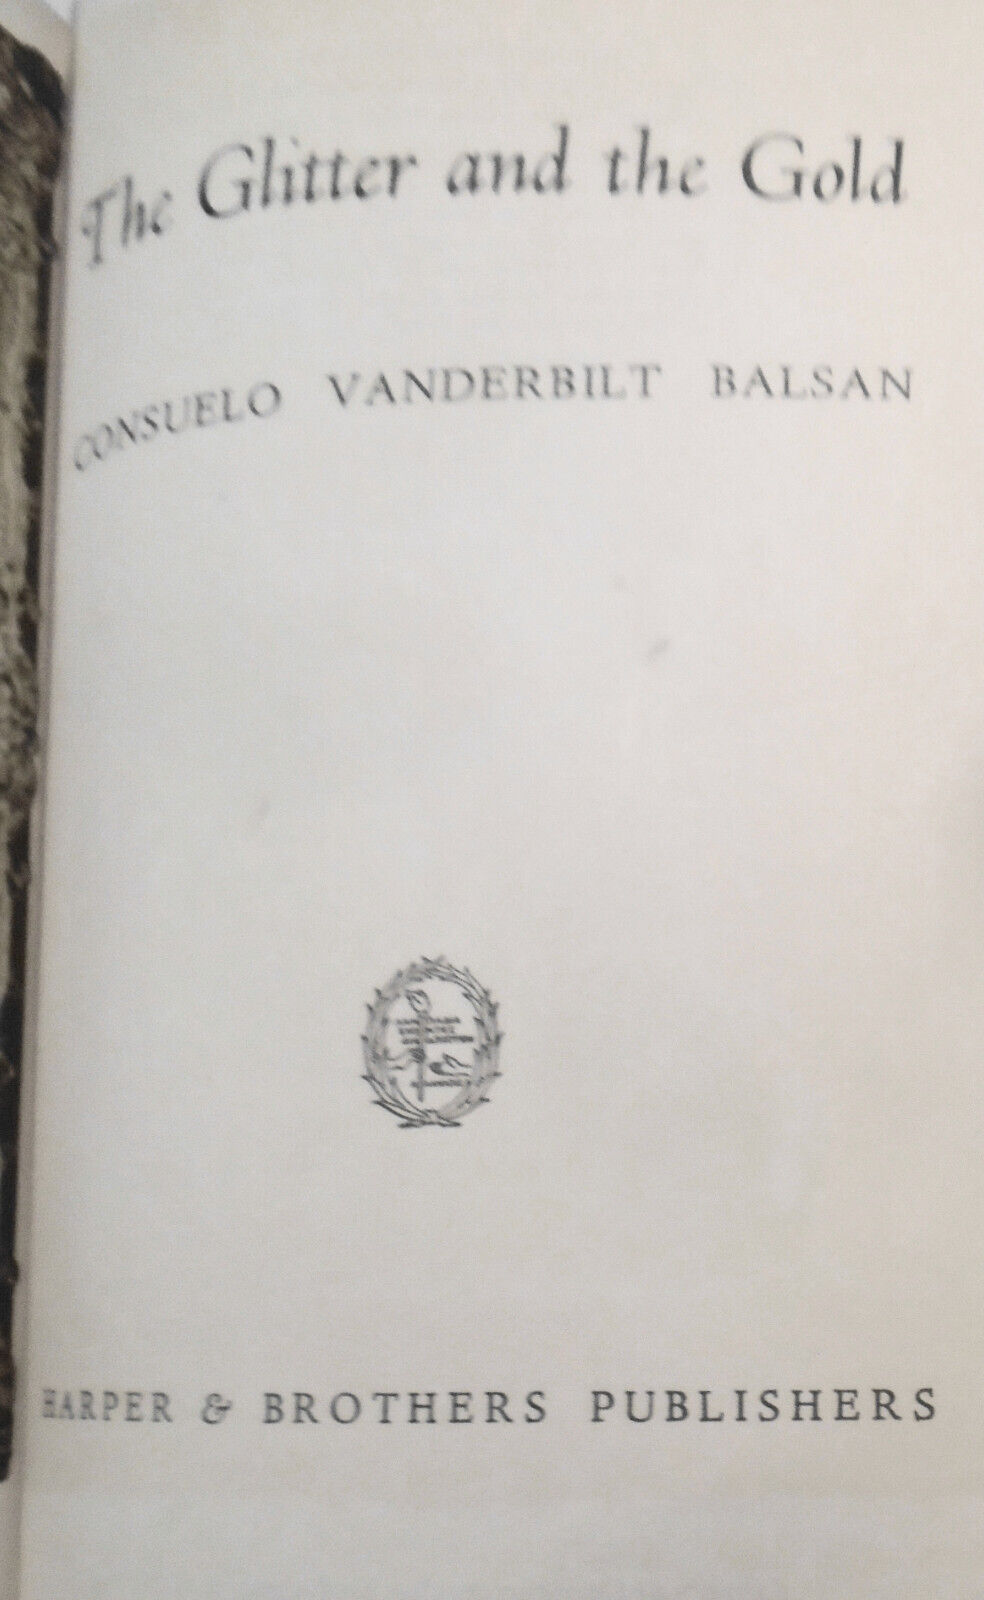 The Glitter and the Gold
CONSUELO VANDERBILT BALSAN
HARPER & BROTHERS PUBLISHERS